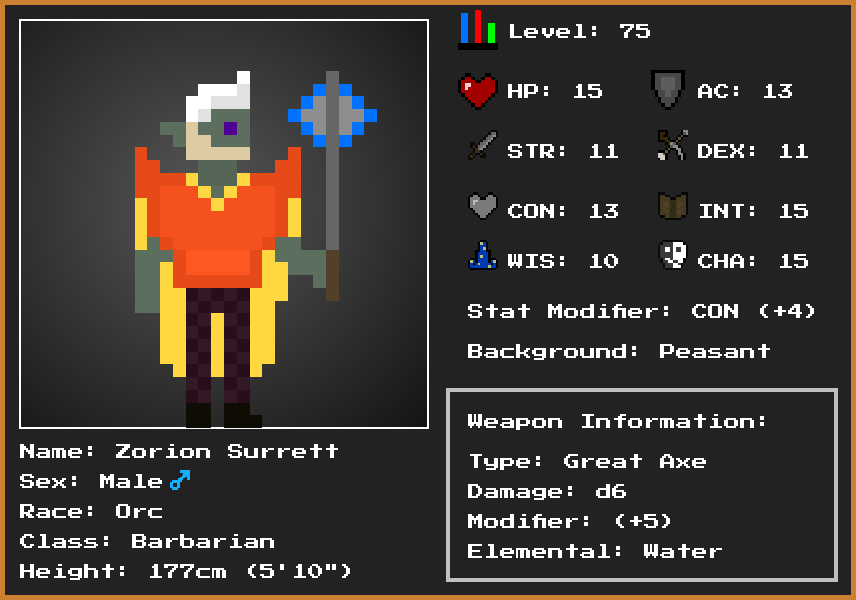 Level: 75
HP: 15
AC: 13
STR: 11
DEX: 11
CON: 13
INT: 15
WIS: 10
CHA: 15
Stat Modifier: CON (+4)
Background: Peasant
Weapon Information:
Type: Great Axe
Damage: d6
Modifier: (+5)
Elemental: Water
Name: Zorion Surrett
Sex: Male♂
Race: Orc
Class: Barbarian
Height: 177cm (5'10")